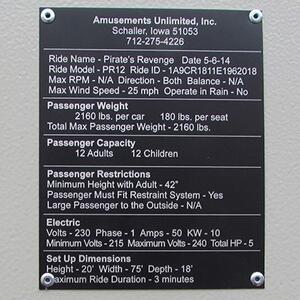 Amusements Unlimited, Inc.
Schaller, Iowa 51053
712-275-4226
Ride Name - Pirate's Revenge Date 5-6-14
Ride Model - PR12 Ride ID - 1A9CR1811E1962018
Max RPM - N/A Direction - Both Balance - N/A
Max Wind Speed - 25 mph Operate in Rain - No
Passenger Weight
2160 lbs. per car 180 lbs. per seat
Total Max Passenger Weight - 2160 lbs.
Passenger Capacity
12 Adults 12 Children
Passenger Restrictions
Minimum Height with Adult - 42"
Passenger Must Fit Restraint System - Yes
Large Passenger to the Outside - N/A
Electric
Volts - 230 Phase - 1 Amps - 50 KW - 10
Minimum Volts - 215 Maximum Volts - 240 Total HP - 5
Set Up Dimensions
Height - 20' Width - 75' Depth - 18'
Maximum Ride Duration - 3 minutes